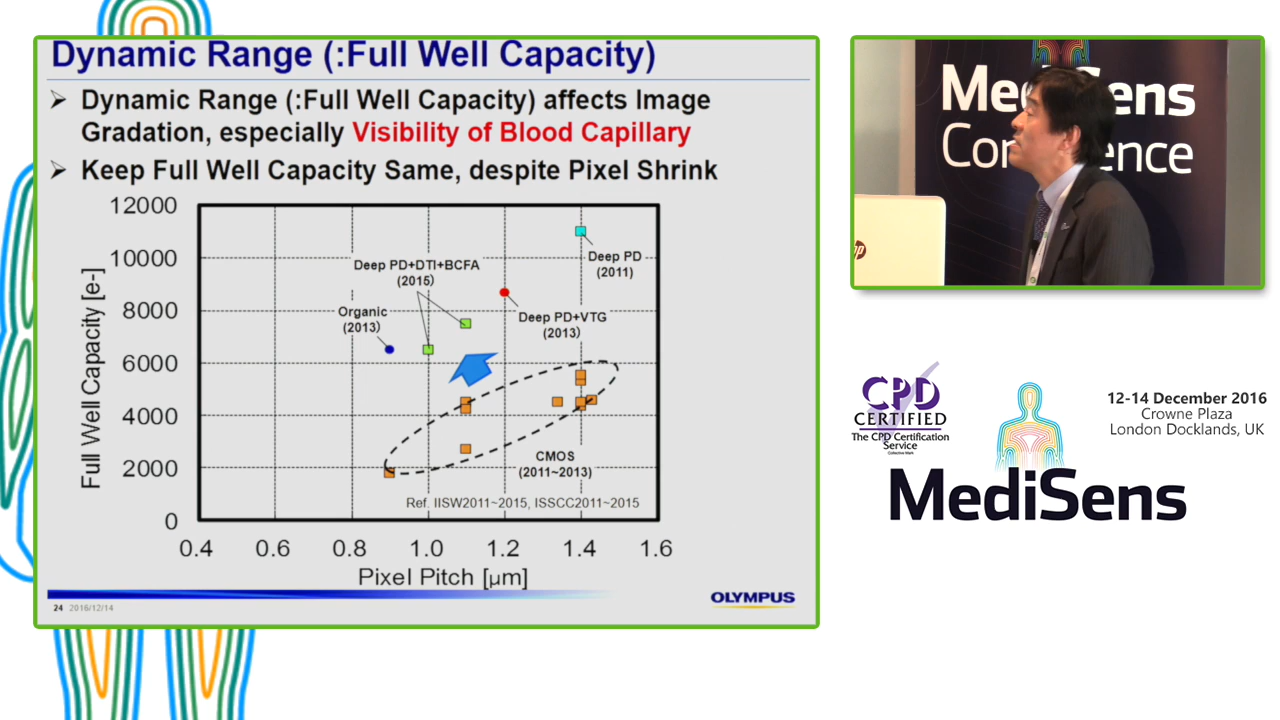 Dynamic Range (:Full Well Capacity)
➢ Dynamic Range (:Full Well Capacity) affects Image
Gradation, especially Visibility of Blood Capillary
➢ Keep Full Well Capacity Same, despite Pixel Shrink
12000
10000
8000
6000
4000
2000
0
Full Well Capacity [e-]
Deep PD
(2011)
Deep PD+DTI+BCFA
(2015)
Organic
(2013)
Deep PD+VTG
(2013)
CMOS
(2011~2013)
Ref. IISW2011~2015, ISSCC2011~2015
0.4 0.6 0.8 1.0 1.2 1.4 1.6
Pixel Pitch [µm]
24 2016/12/14
OLYMPUS
MediSens
Conference
hp
CPD
CERTIFIED
The CPD Certification
Service
Collective Mark
12-14 December 2016
Crowne Plaza
London Docklands, UK
MediSens